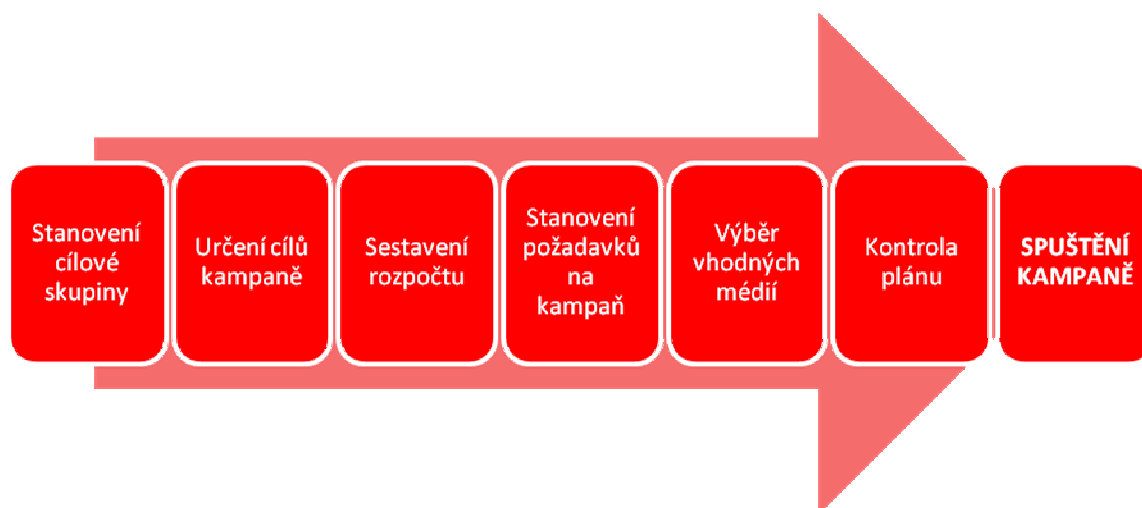 Stanovení
cílové
skupiny
Určení cílů
kampaně
Sestavení
rozpočtu
Stanovení
požadavků
na
kampaň
Výběr
vhodných
médií
Kontrola
plánu
SPUŠTĚNÍ
KAMPANĚ